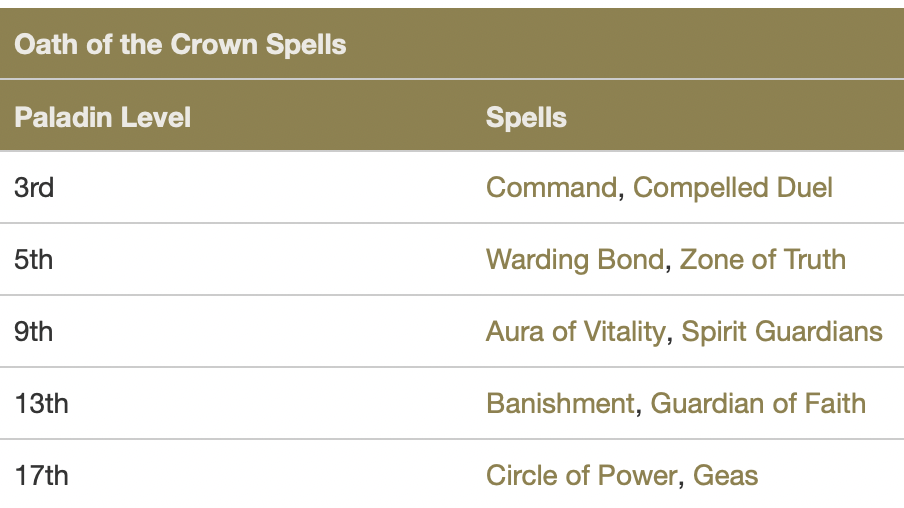 Oath of the Crown Spells
Paladin Level Spells
3rd Command, Compelled Duel
5th Warding Bond, Zone of Truth
9th Aura of Vitality, Spirit Guardians
13th Banishment, Guardian of Faith
17th Circle of Power, Geas